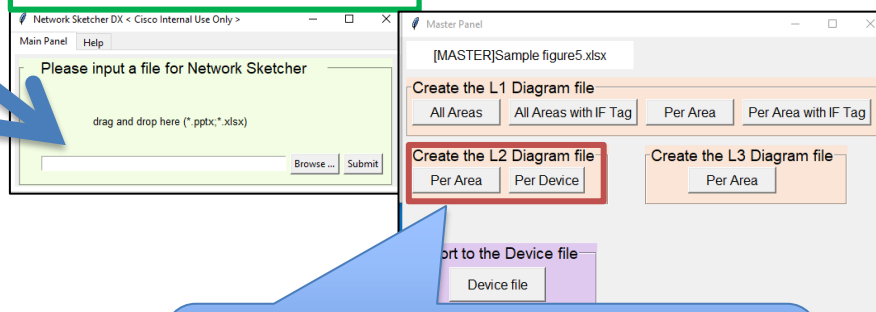 Network Sketcher DX < Cisco Internal Use Only >
Main Panel Help
Please input a file for Network Sketcher
drag and drop here (*.pptx;*.xlsx)
Browse ... Submit
Master Panel
[MASTER]Sample figure5.xlsx
Create the L1 Diagram file
All Areas All Areas with IF Tag Per Area Per Area with IF Tag
Create the L2 Diagram file
Per Area Per Device
Create the L3 Diagram file
Per Area
ort to the Device file
Device file